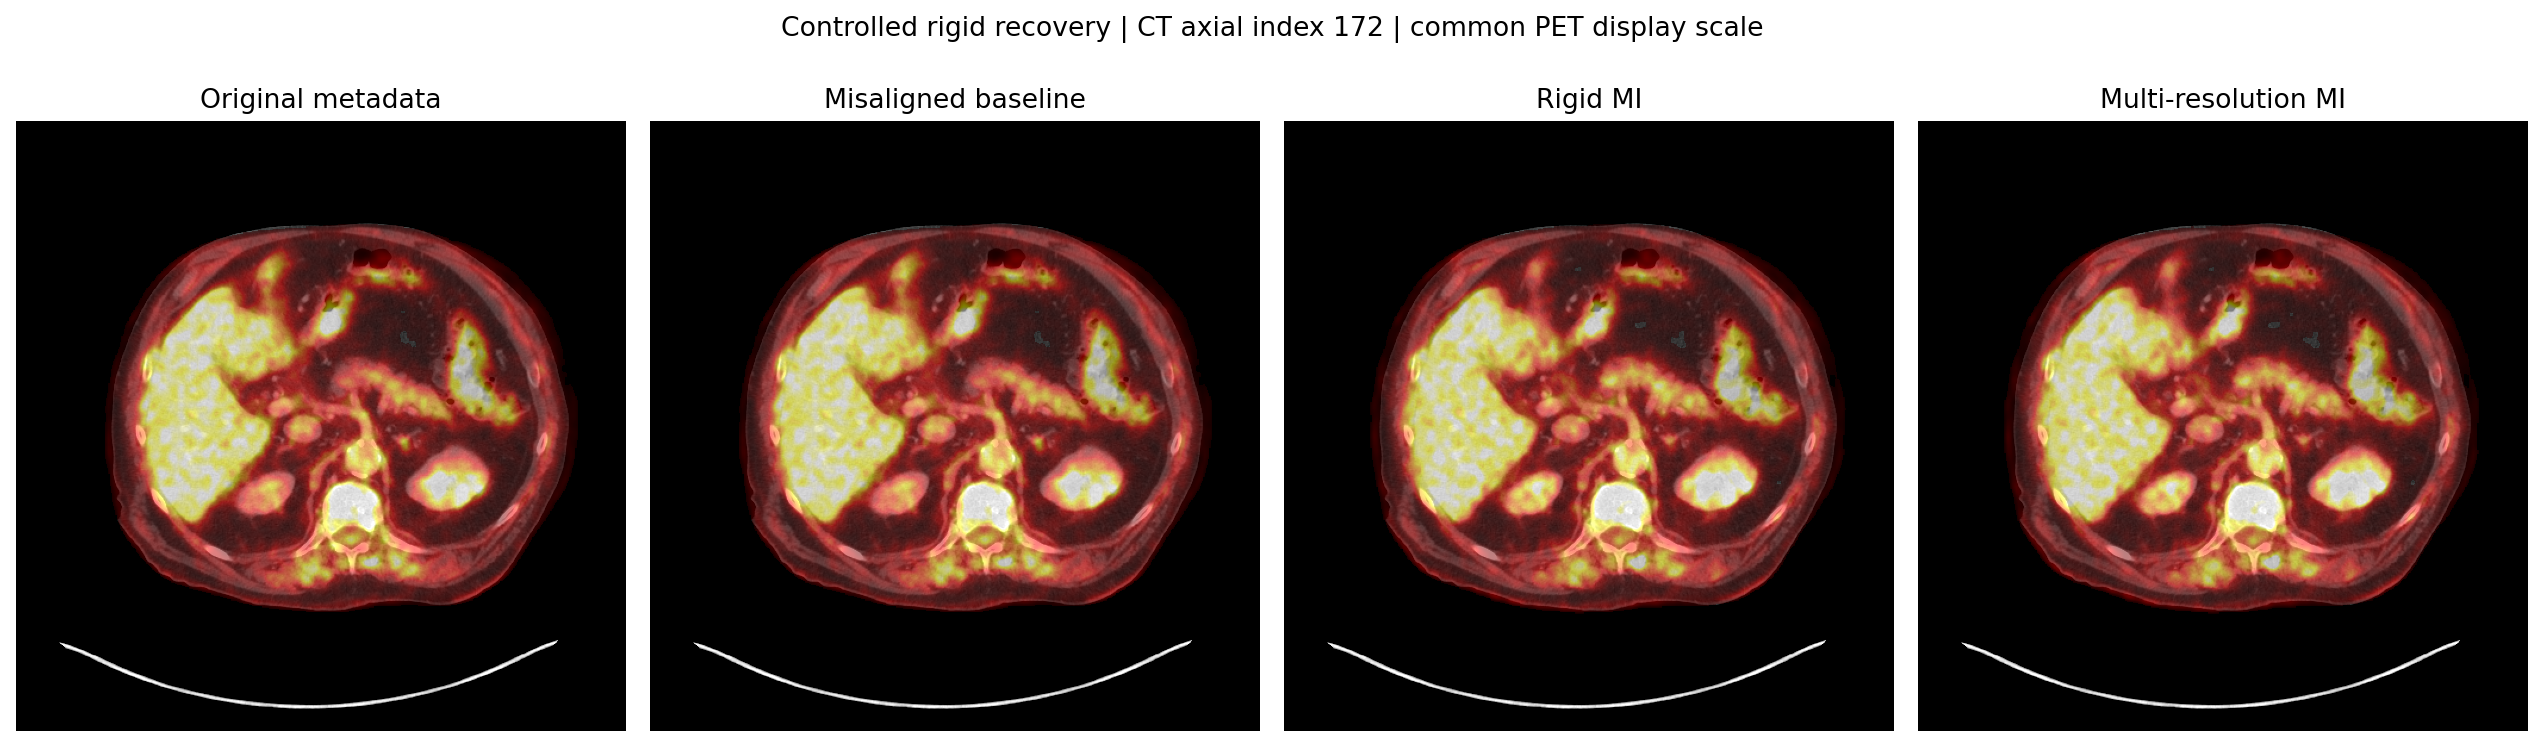 Controlled rigid recovery | CT axial index 172 | common PET display scale
Original metadata
Misaligned baseline
Rigid MI
Multi-resolution MI